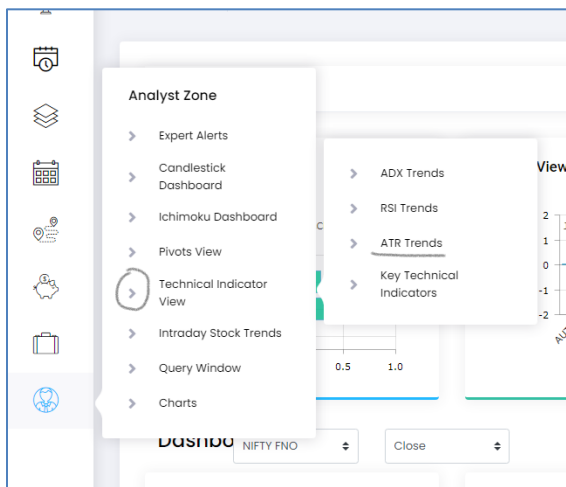 Analyst Zone
Expert Alerts
Candlestick
Dashboard
Ichimoku Dashboard
Pivots View
Technical Indicator
View
Intraday Stock Trends
Query Window
Charts
ADX Trends
RSI Trends
ATR Trends
Key Technical
Indicators
View
2
1
0
-1
-2
0.5
1.0
NIFTY FNO
Close